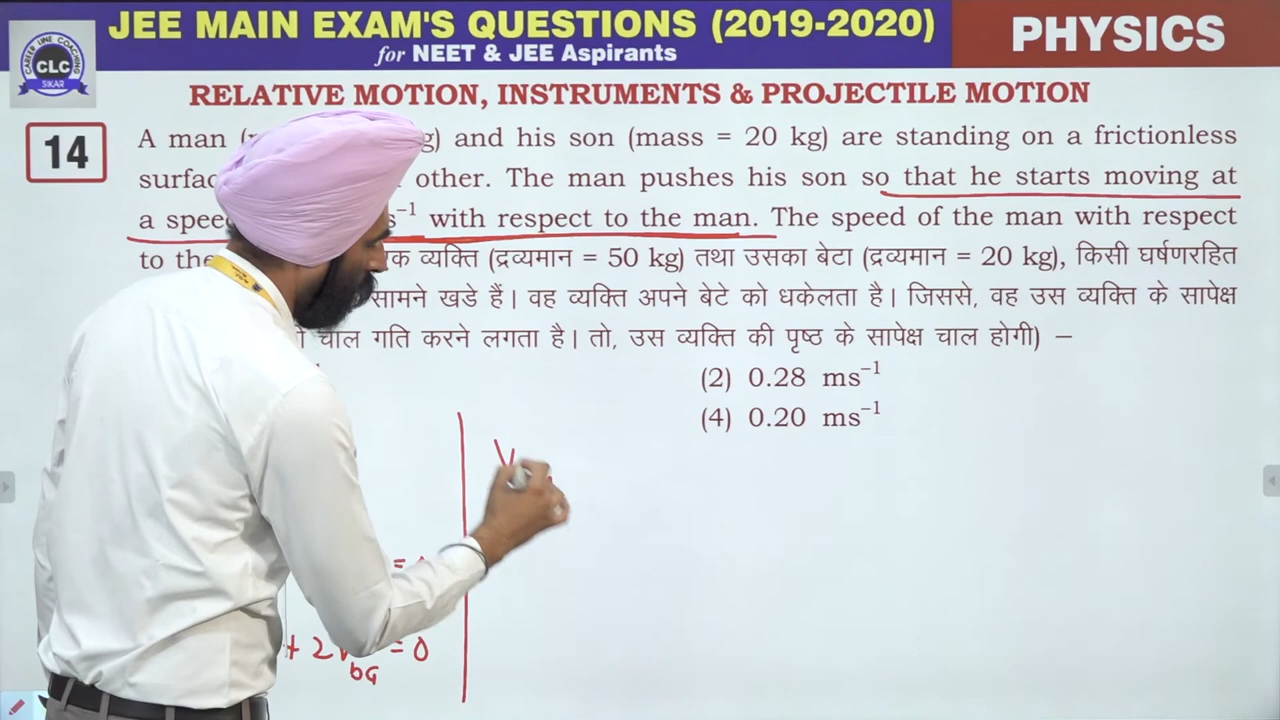 JEE MAIN EXAM'S QUESTIONS (2019-2020)
for NEET & JEE Aspirants
PHYSICS
CAREER LINE COACHING
CLC
SIKAR
RELATIVE MOTION, INSTRUMENTS & PROJECTILE MOTION
14
A man g) and his son (mass = 20 kg) are standing on a frictionless
surfac other. The man pushes his son so that he starts moving at
a spee s⁻¹ with respect to the man. The speed of the man with respect
to the क व्यक्ति (द्रव्यमान = 50 kg) तथा उसका बेटा (द्रव्यमान = 20 kg), किसी घर्षणरहित
सामने खडे हैं। वह व्यक्ति अपने बेटे को धकेलता है। जिससे, वह उस व्यक्ति के सापेक्ष
चाल गति करने लगता है। तो, उस व्यक्ति की पृष्ठ के सापेक्ष चाल होगी) –
(2) 0.28 ms⁻¹
(4) 0.20 ms⁻¹
V
=
+ 2V bG = 0